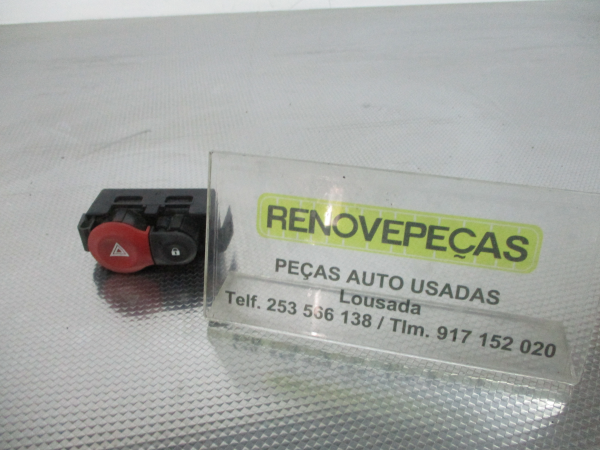 RENOVEPEÇAS
PEÇAS AUTO USADAS
Lousada
Telf. 253 566 138 / Tlm. 917 152 020